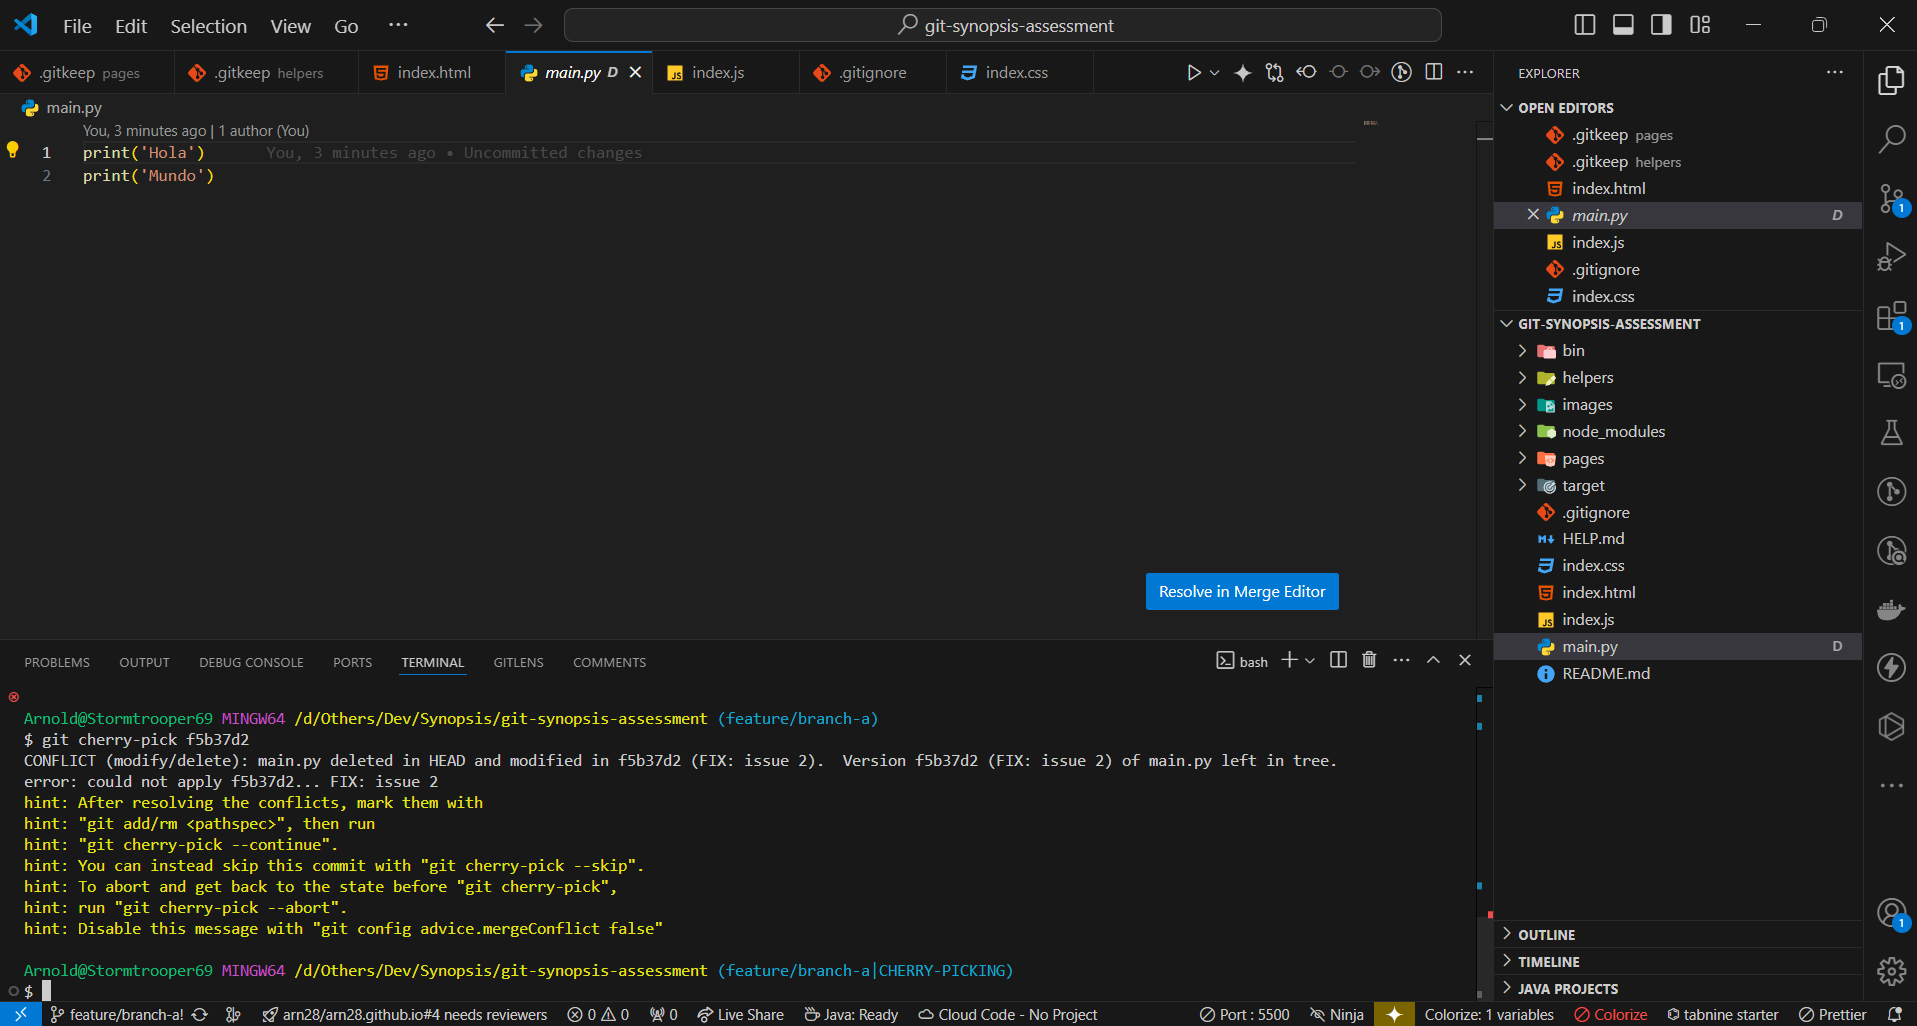 File Edit Selection View Go ··· git-synopsis-assessment
.gitkeep pages .gitkeep helpers index.html main.py D index.js .gitignore index.css
main.py
You, 3 minutes ago | 1 author (You)
1 print('Hola') You, 3 minutes ago • Uncommitted changes
2 print('Mundo')
Resolve in Merge Editor
PROBLEMS OUTPUT DEBUG CONSOLE PORTS TERMINAL GITLENS COMMENTS bash
Arnold@Stormtrooper69 MINGW64 /d/Others/Dev/Synopsis/git-synopsis-assessment (feature/branch-a)
$ git cherry-pick f5b37d2
CONFLICT (modify/delete): main.py deleted in HEAD and modified in f5b37d2 (FIX: issue 2).  Version f5b37d2 (FIX: issue 2) of main.py left in tree.
error: could not apply f5b37d2... FIX: issue 2
hint: After resolving the conflicts, mark them with
hint: "git add/rm <pathspec>", then run
hint: "git cherry-pick --continue".
hint: You can instead skip this commit with "git cherry-pick --skip".
hint: To abort and get back to the state before "git cherry-pick",
hint: run "git cherry-pick --abort".
hint: Disable this message with "git config advice.mergeConflict false"
Arnold@Stormtrooper69 MINGW64 /d/Others/Dev/Synopsis/git-synopsis-assessment (feature/branch-a|CHERRY-PICKING)
$
EXPLORER
OPEN EDITORS
.gitkeep pages
.gitkeep helpers
index.html
main.py D
JS index.js
.gitignore
index.css
GIT-SYNOPSIS-ASSESSMENT
bin
helpers
images
node_modules
pages
target
.gitignore
HELP.md
index.css
index.html
JS index.js
main.py D
README.md
OUTLINE
TIMELINE
JAVA PROJECTS
1
1
1
feature/branch-a! arn28/arn28.github.io#4 needs reviewers 0 0 0 Live Share Java: Ready Cloud Code - No Project Port : 5500 Ninja Colorize: 1 variables Colorize tabnine starter Prettier